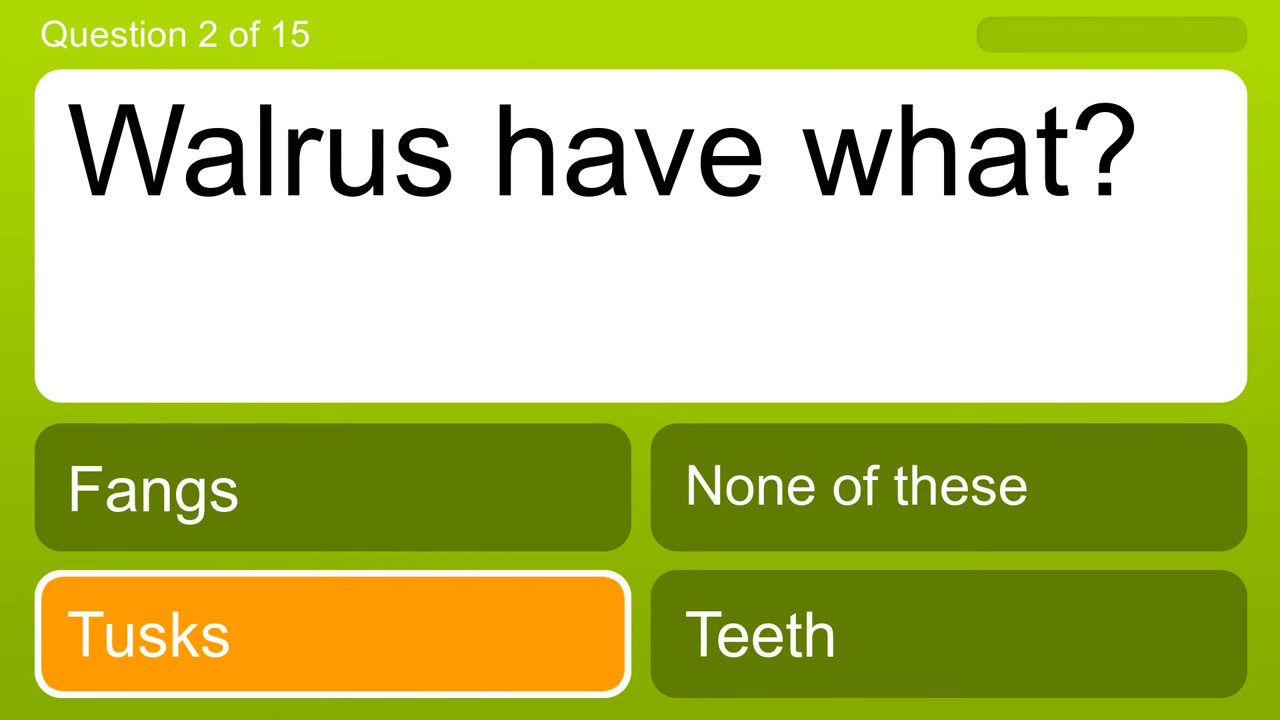 Question 2 of 15
Walrus have what?
Fangs
None of these
Tusks
Teeth